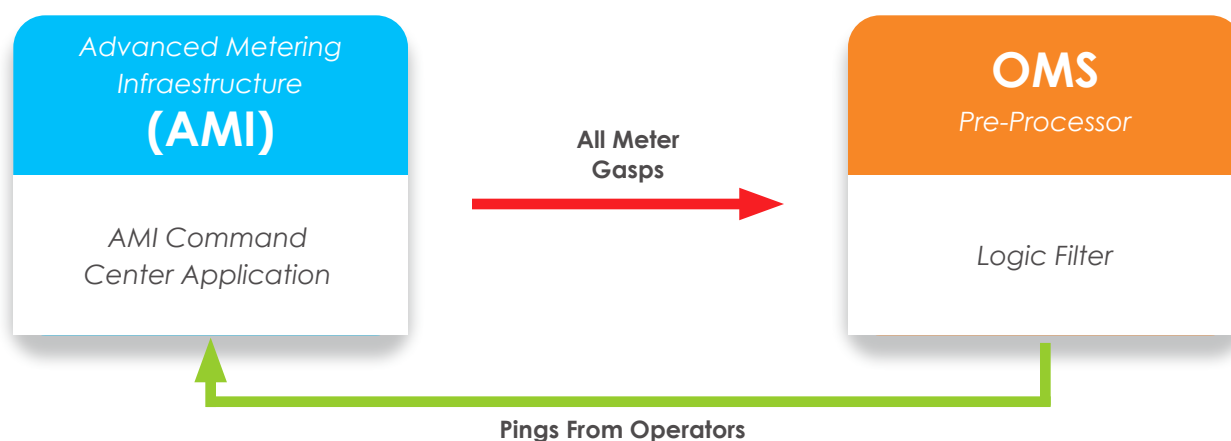 Advanced Metering
Infraestructure
(AMI)
AMI Command
Center Application
All Meter
Gasps
OMS
Pre-Processor
Logic Filter
Pings From Operators